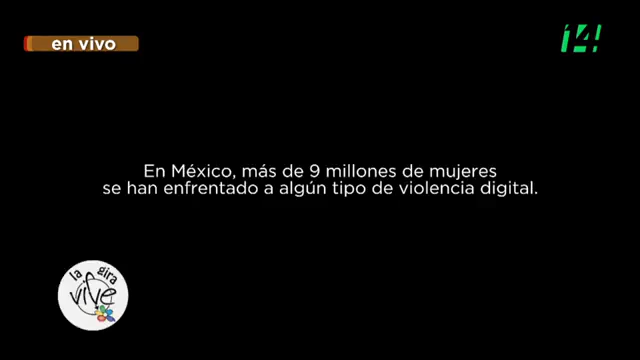 en vivo
14!
En México, más de 9 millones de mujeres
se han enfrentado a algún tipo de violencia digital.
la gira
vive